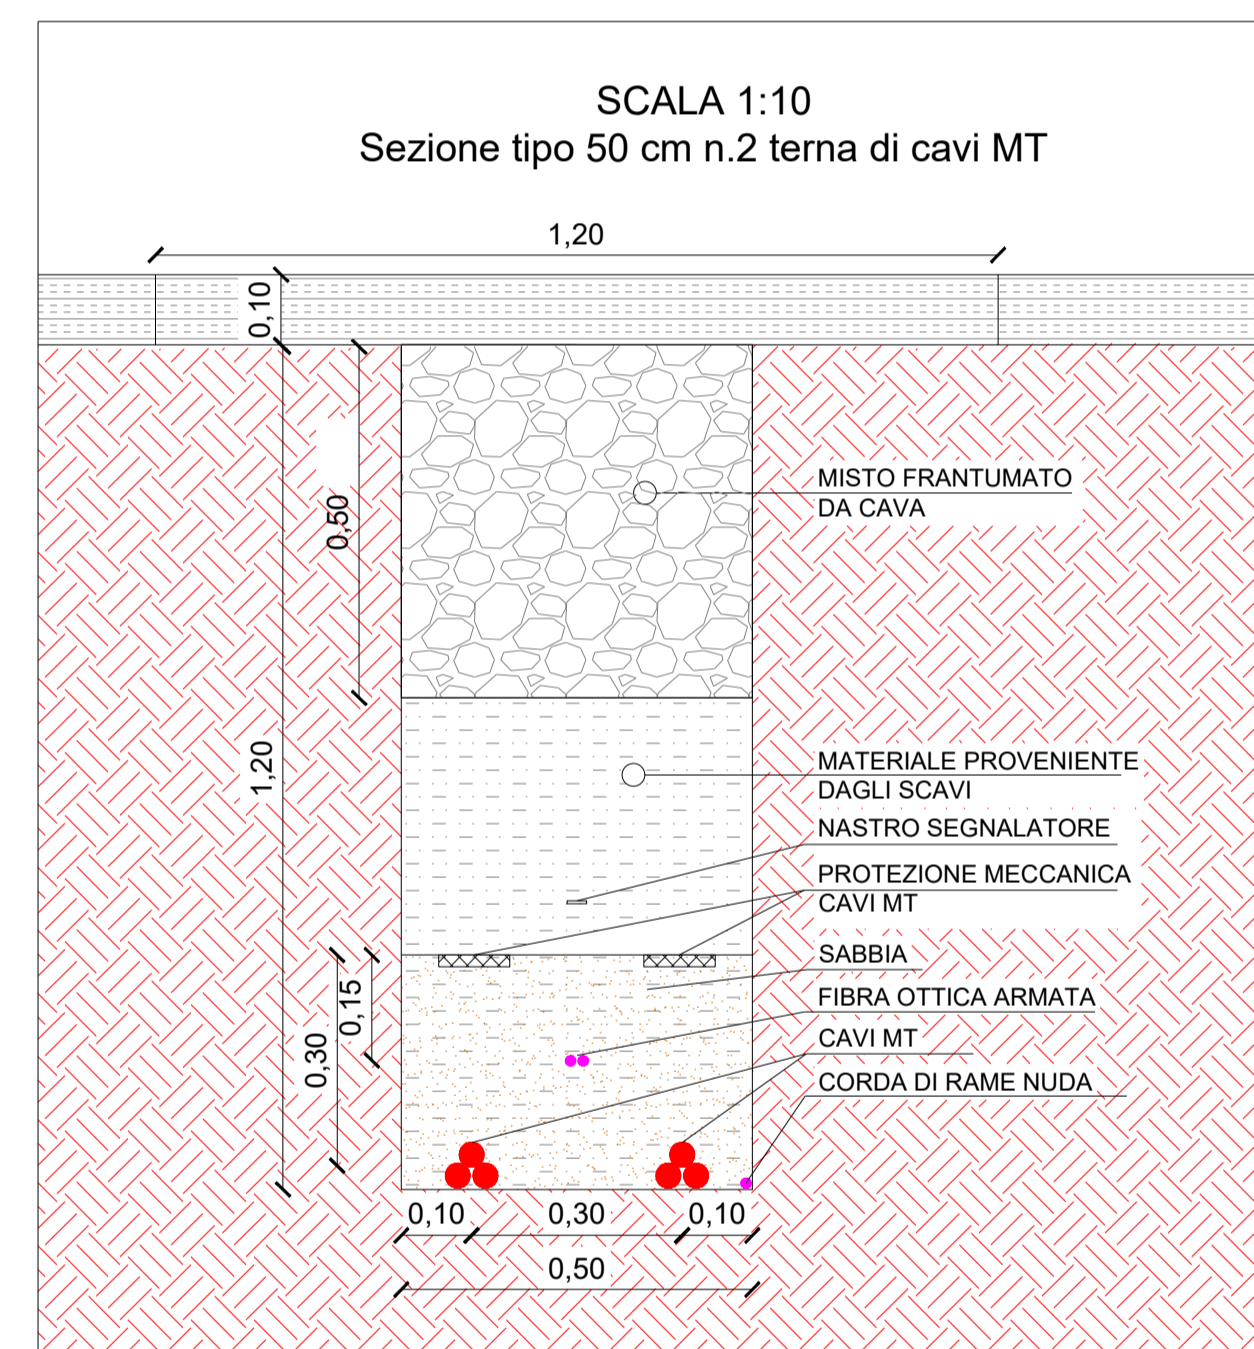 SCALA 1:10
Sezione tipo 50 cm n.2 terna di cavi MT
1,20
0,10
0,50
MISTO FRANTUMATO
DA CAVA
1,20
MATERIALE PROVENIENTE
DAGLI SCAVI
NASTRO SEGNALATORE
PROTEZIONE MECCANICA
CAVI MT
SABBIA
0,15
FIBRA OTTICA ARMATA
0,30
CAVI MT
CORDA DI RAME NUDA
0,10 0,30 0,10
0,50